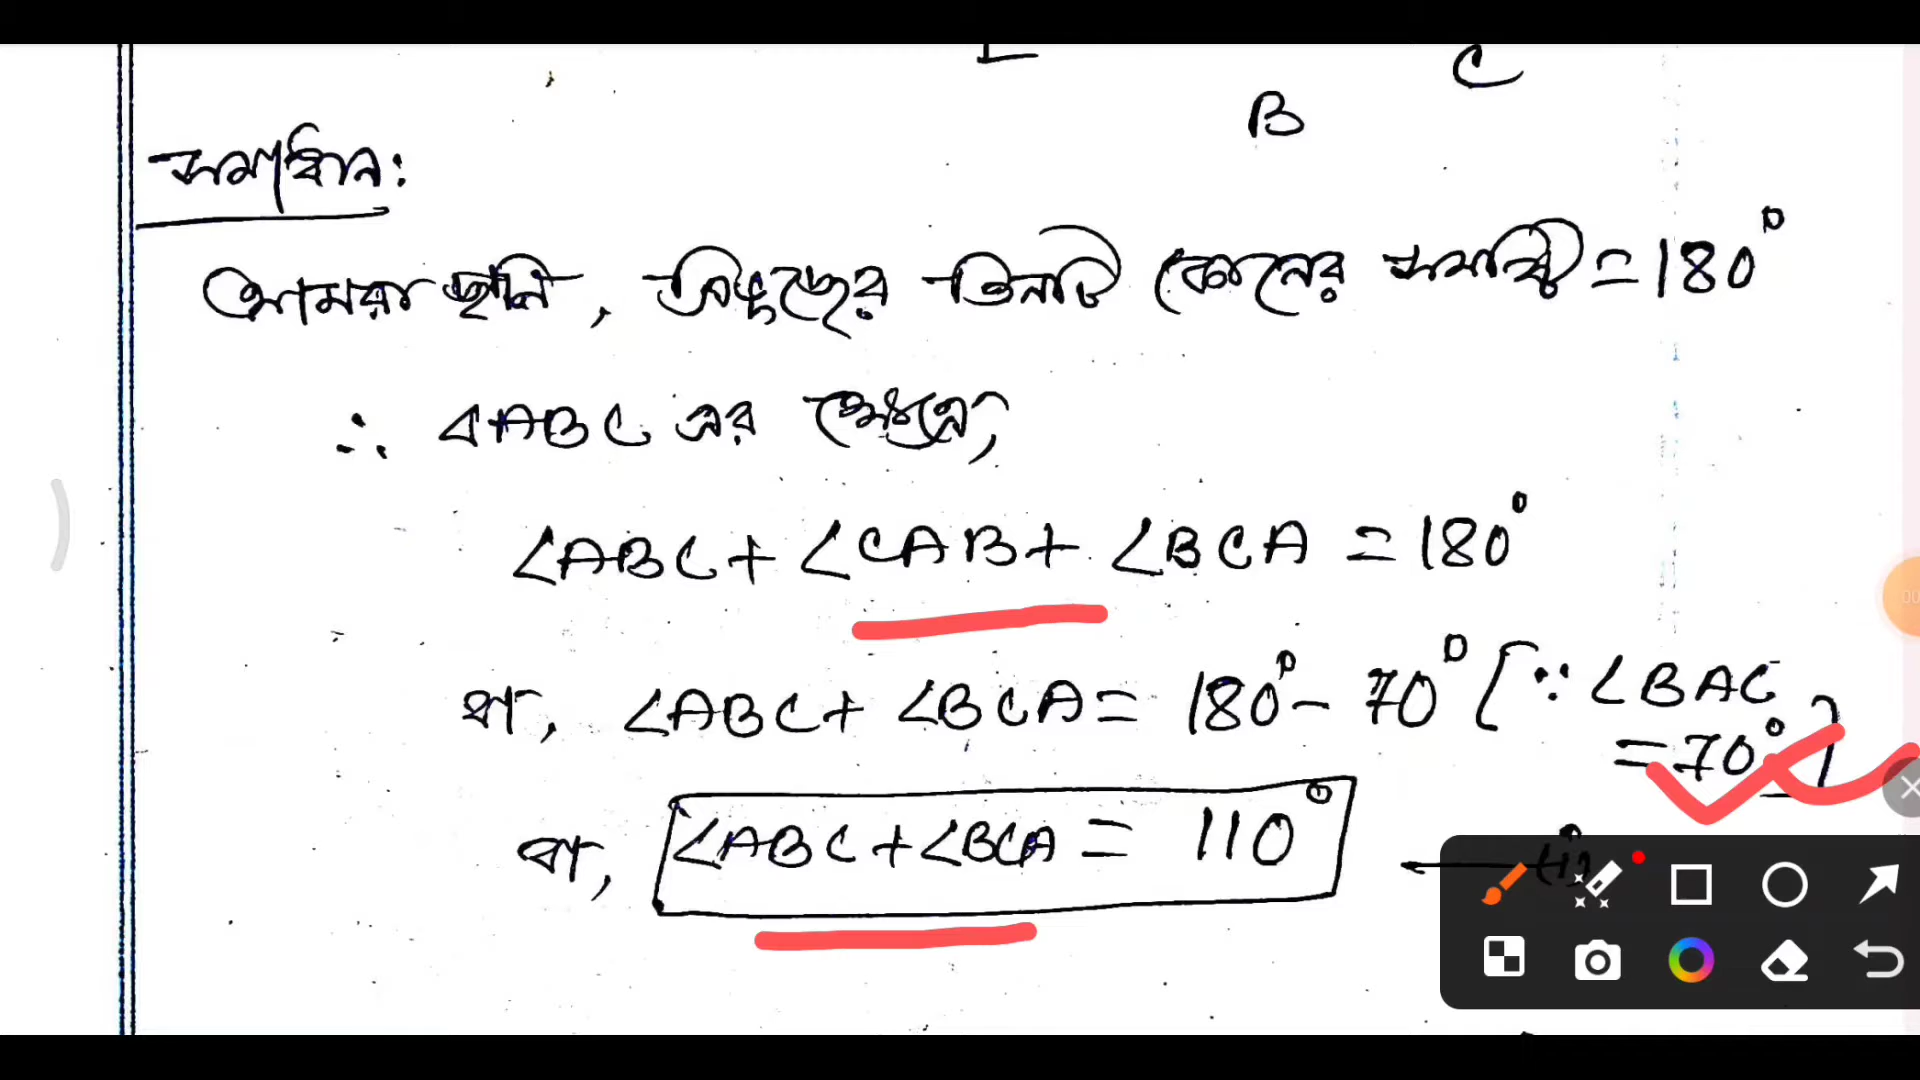 L
C
B
সমাধান:
আমরা জানি, ত্রিভুজের তিনটি কোনের সমষ্টি = 180°
∴ ∆ABC এর ক্ষেত্রে,
∠ABC + ∠CAB + ∠BCA = 180°
বা, ∠ABC + ∠BCA = 180° - 70° [∵ ∠BAC
= 70°]
বা, ∠ABC + ∠BCA = 110°